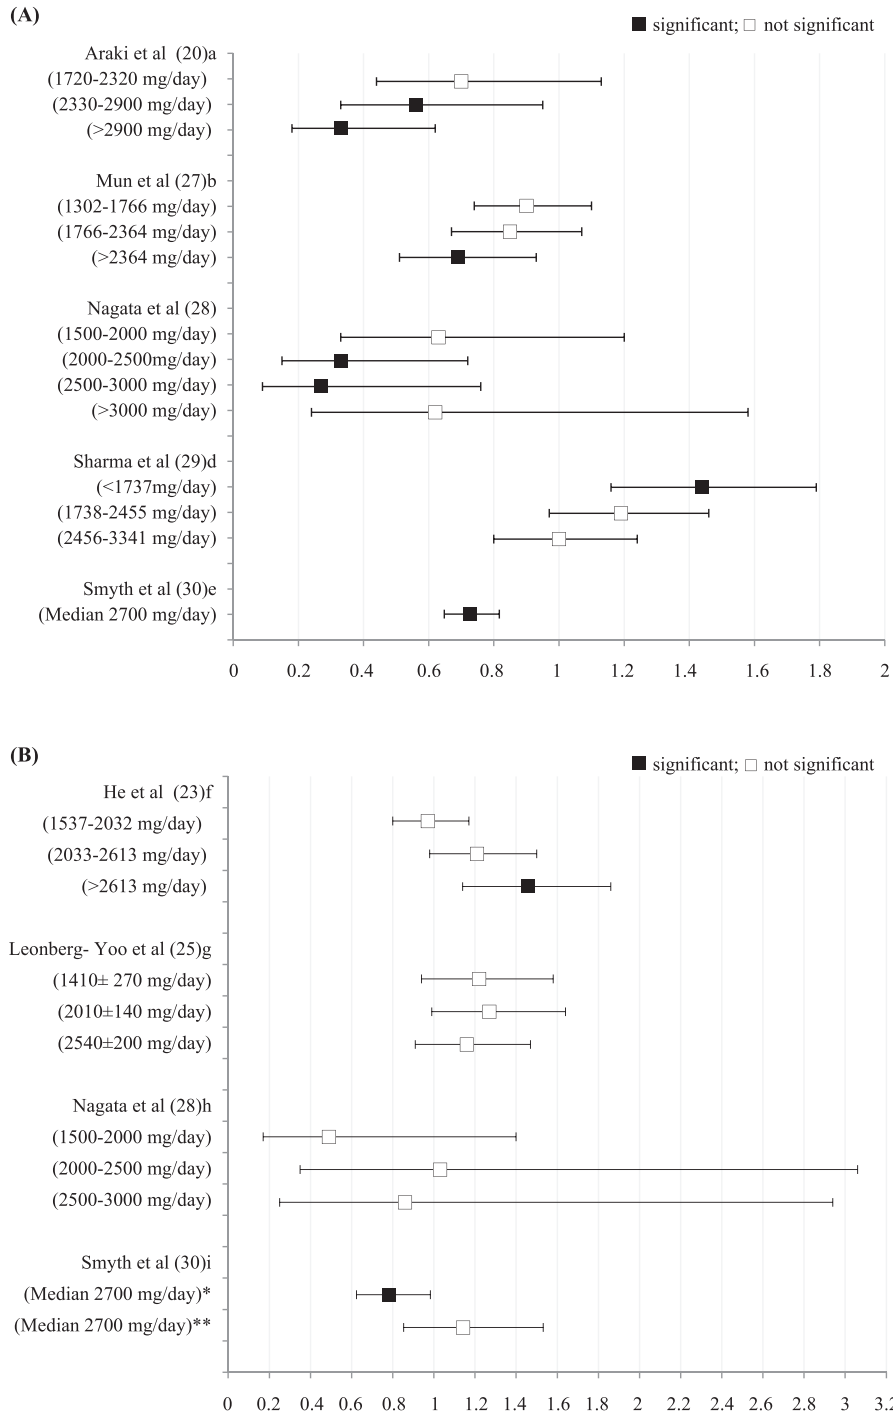 (A)
■ significant; □ not significant
Araki et al (20)a
(1720-2320 mg/day)
(2330-2900 mg/day)
(>2900 mg/day)
Mun et al (27)b
(1302-1766 mg/day)
(1766-2364 mg/day)
(>2364 mg/day)
Nagata et al (28)
(1500-2000 mg/day)
(2000-2500mg/day)
(2500-3000 mg/day)
(>3000 mg/day)
Sharma et al (29)d
(<1737mg/day)
(1738-2455 mg/day)
(2456-3341 mg/day)
Smyth et al (30)e
(Median 2700 mg/day)
0 0.2 0.4 0.6 0.8 1 1.2 1.4 1.6 1.8 2
(B)
■ significant; □ not significant
He et al (23)f
(1537-2032 mg/day)
(2033-2613 mg/day)
(>2613 mg/day)
Leonberg- Yoo et al (25)g
(1410± 270 mg/day)
(2010±140 mg/day)
(2540±200 mg/day)
Nagata et al (28)h
(1500-2000 mg/day)
(2000-2500 mg/day)
(2500-3000 mg/day)
Smyth et al (30)i
(Median 2700 mg/day)*
(Median 2700 mg/day)**
0 0.2 0.4 0.6 0.8 1 1.2 1.4 1.6 1.8 2 2.2 2.4 2.6 2.8 3 3.2